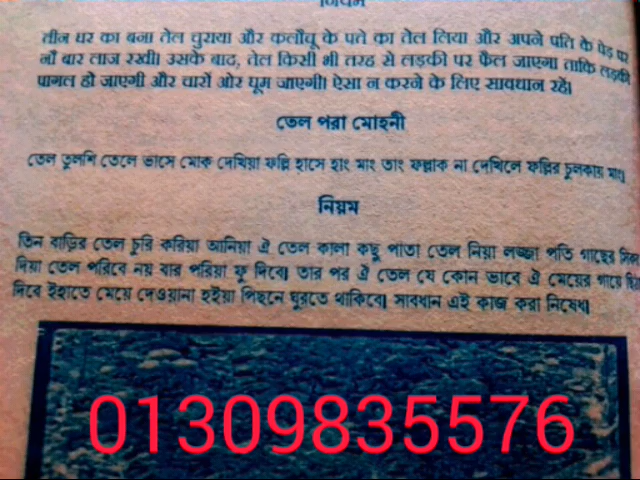 नियम
तीन घर का बना तेल चुराया और कलौचू के पते का तेल लिया और अपने पति के पेड़ पर
नौ बार लाज रखी। उसके बाद, तेल किसी भी तरह से लड़की पर फैल जाएगा ताकि लड़की
पागल हो जाएगी और चारों ओर घूम जाएगी। ऐसा न करने के लिए सावधान रहें।
তেল পরা মোহনী
তেল তুলশি তেলে ভাসে মোক দেখিয়া ফল্লি হাসে হাং মাং তাং ফল্লাক না দেখিলে ফল্লির চুলকায় মাং
নিয়ম
তিন বাড়ির তেল চুরি করিয়া আনিয়া ঐ তেল কালা কছু পাতা তেল নিয়া লজ্জা পতি গাছের
দিয়া তেল পরিবে নয় বার পরিয়া ফু দিবে। তার পর ঐ তেল যে কোন ভাবে ঐ মেয়ের গায়ে
দিবে ইহাতে মেয়ে দেওয়ানা হইয়া পিছনে ঘুরতে থাকিবে। সাবধান এই কাজ করা নিষেধ।
01309835576